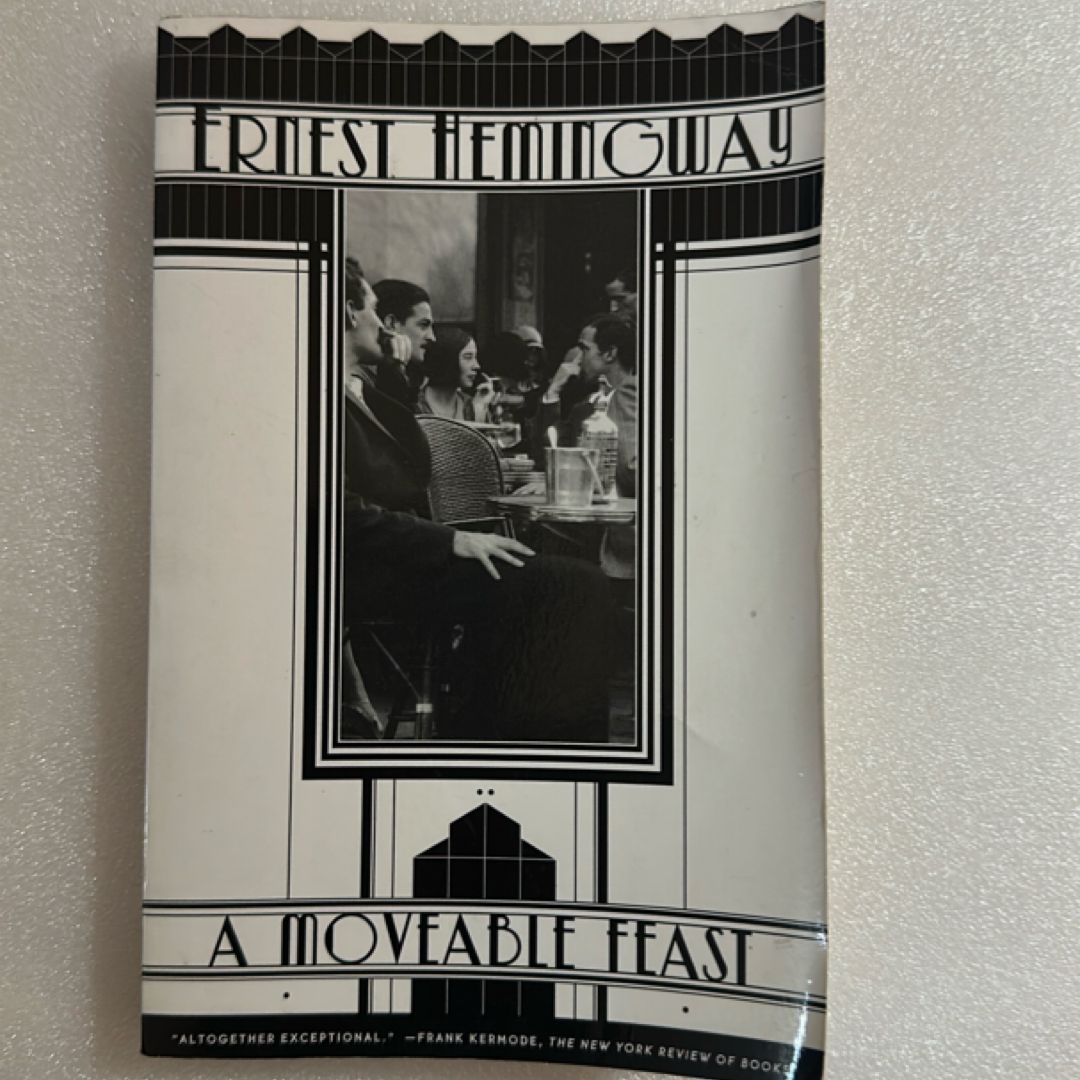 ERNEST HEMINGWAY
A MOVEABLE FEAST
"ALTOGETHER EXCEPTIONAL." —FRANK KERMODE, THE NEW YORK REVIEW OF BOOKS